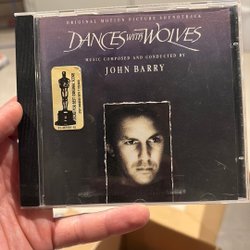 ORIGINAL MOTION PICTURE SOUNDTRACK
DANCES WITH WOLVES
MUSIC COMPOSED AND CONDUCTED BY
JOHN BARRY